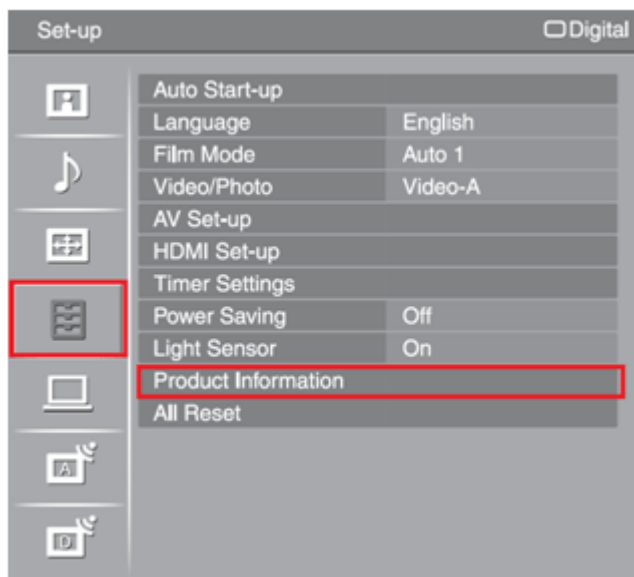 Set-up Digital
Auto Start-up
Language English
Film Mode Auto 1
Video/Photo Video-A
AV Set-up
HDMI Set-up
Timer Settings
Power Saving Off
Light Sensor On
Product Information
All Reset
A
D